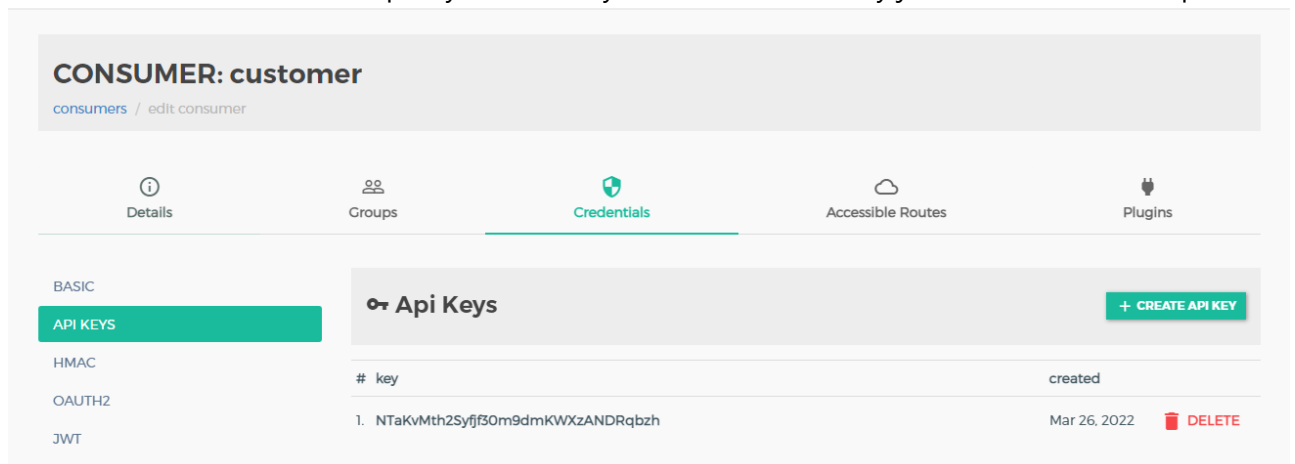 CONSUMER: customer
consumers / edit consumer
Details
Groups
Credentials
Accessible Routes
Plugins
BASIC
API KEYS
HMAC
OAUTH2
JWT
Api Keys
+ CREATE API KEY
# key created
1. NTaKvMth2Syfjf30m9dmKWXzANDRqbzh Mar 26, 2022 DELETE